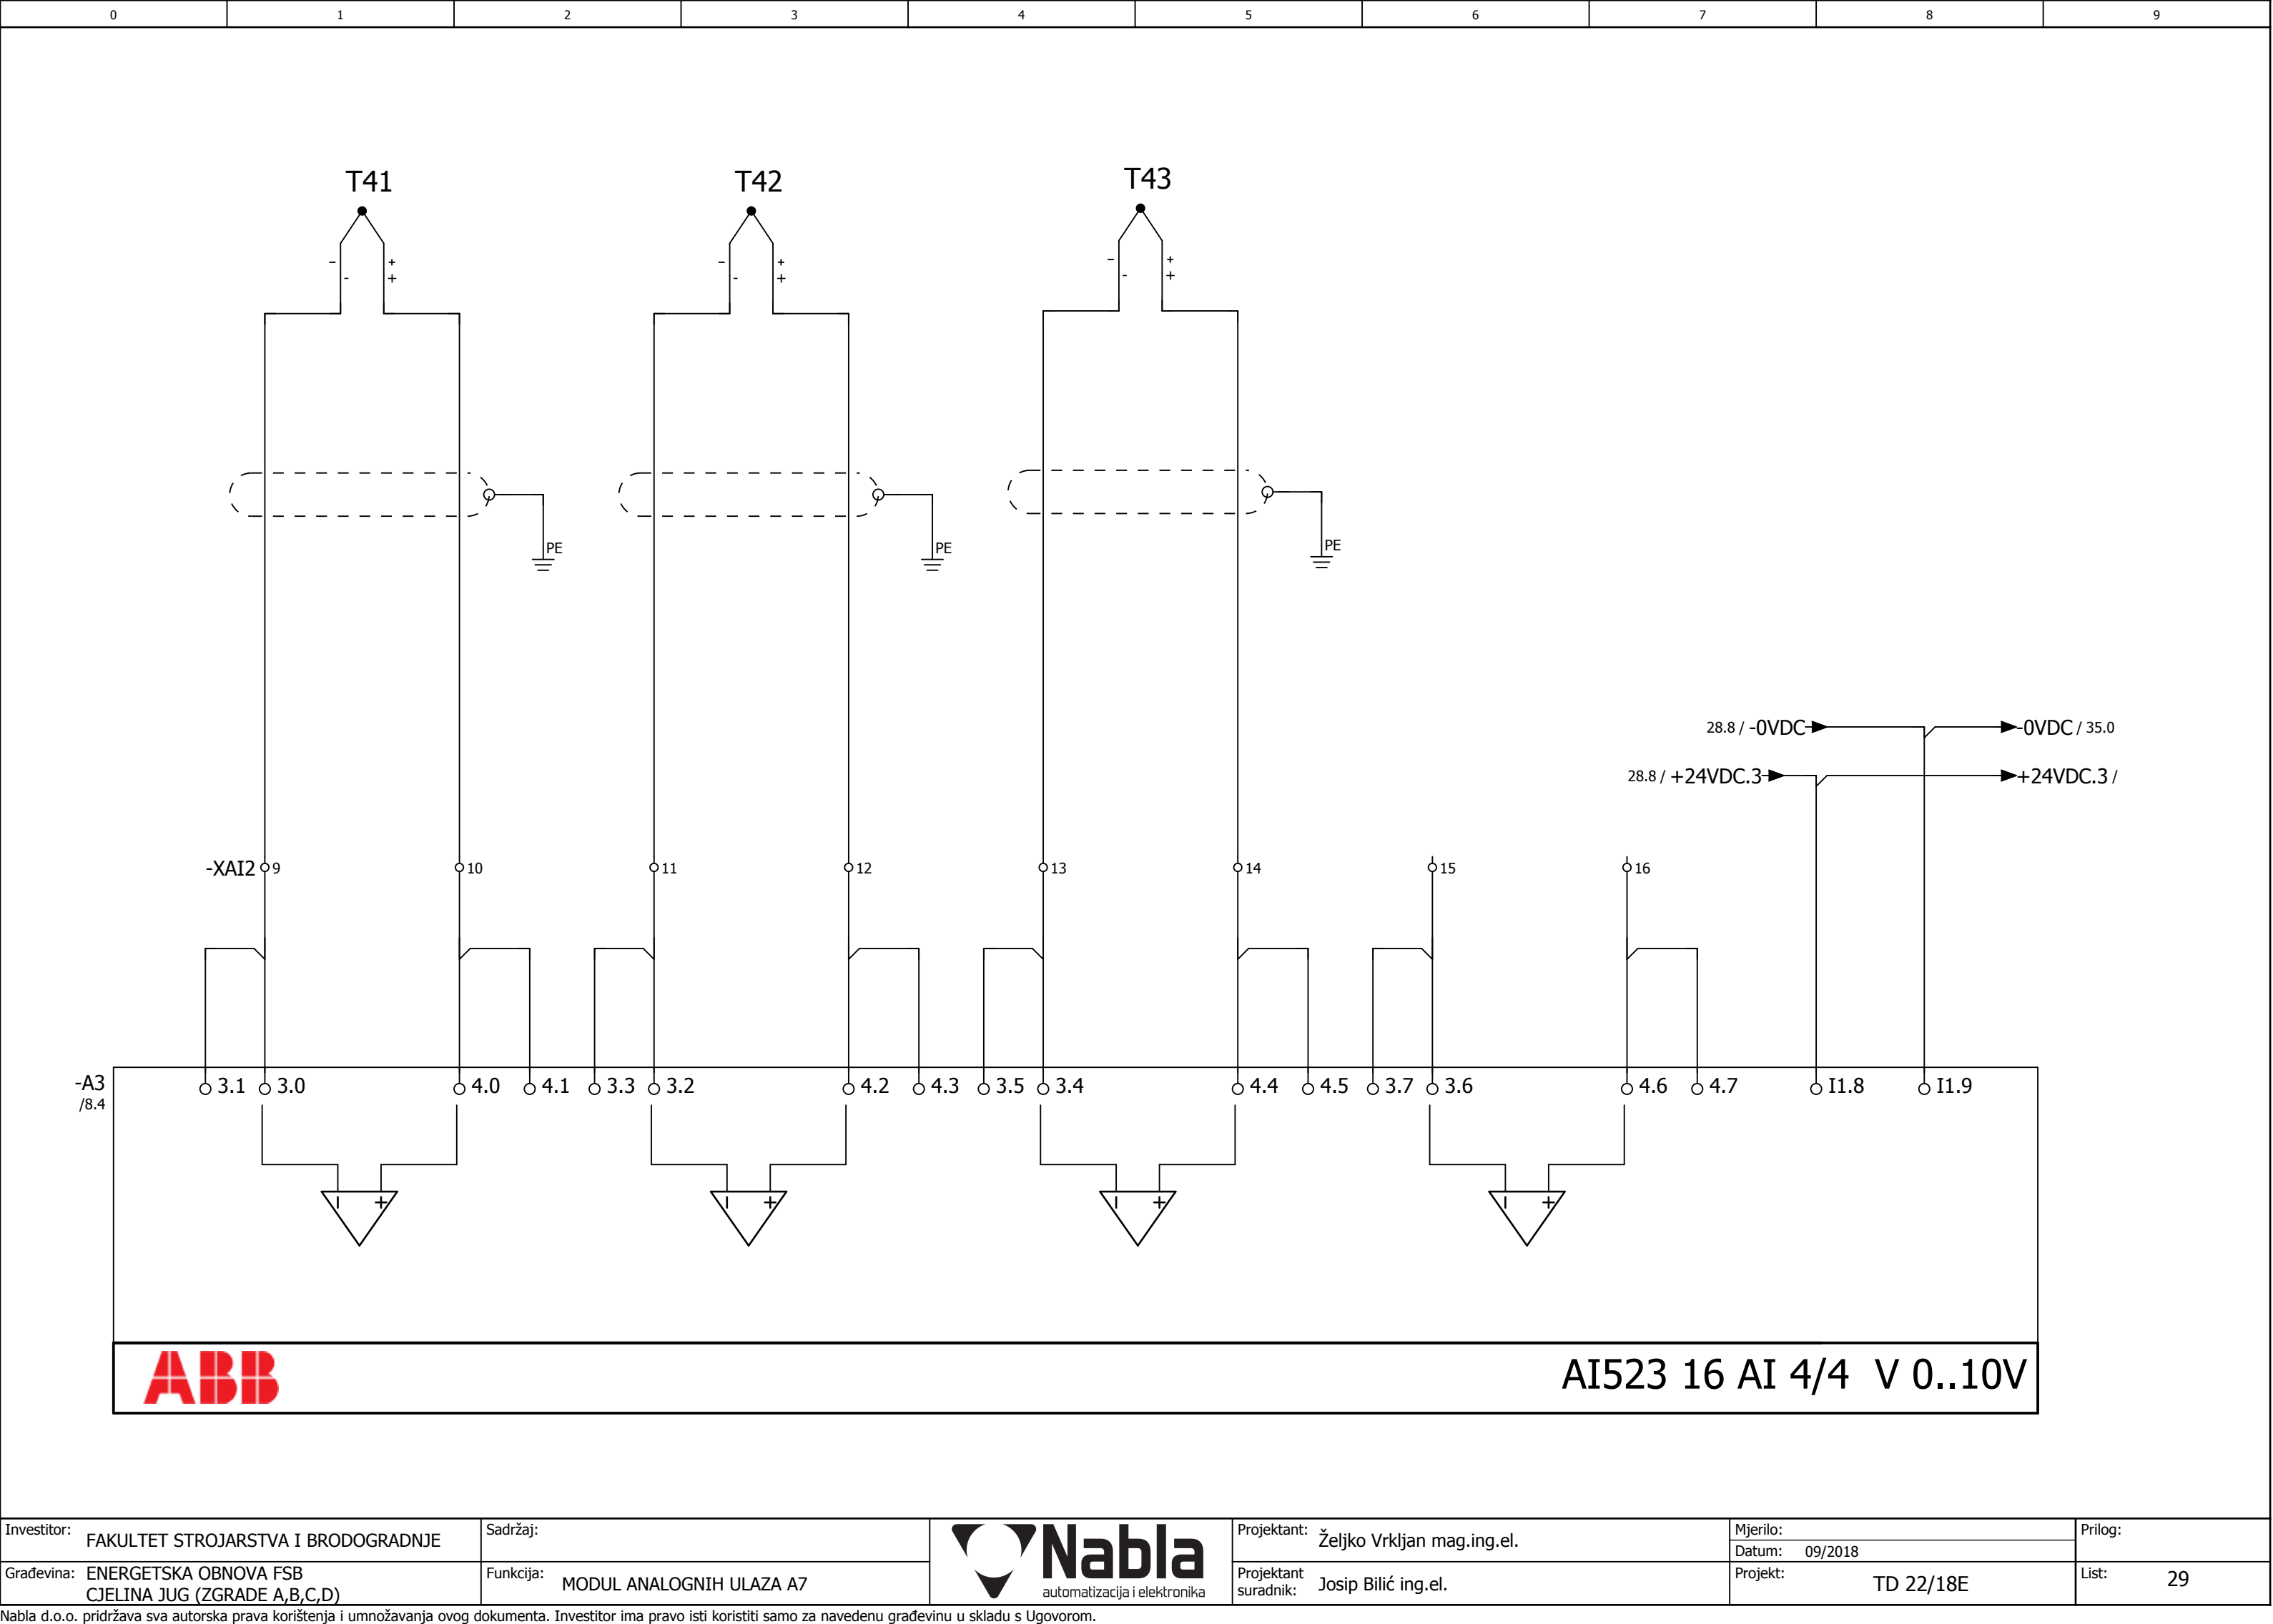 0 1 2 3 4 5 6 7 8 9
T41 T42 T43
- + - + - +
- + - + - +
PE PE PE
28.8 / -0VDC -0VDC / 35.0
28.8 / +24VDC.3 +24VDC.3 /
-XAI2 9 10 11 12 13 14 15 16
-A3 3.1 3.0 4.0 4.1 3.3 3.2 4.2 4.3 3.5 3.4 4.4 4.5 3.7 3.6 4.6 4.7 I1.8 I1.9
/8.4
- + - + - + - +
ABB AI523 16 AI 4/4 V 0..10V
Investitor: FAKULTET STROJARSTVA I BRODOGRADNJE
Građevina: ENERGETSKA OBNOVA FSB
CJELINA JUG (ZGRADE A,B,C,D)
Sadržaj:
Funkcija: MODUL ANALOGNIH ULAZA A7
Nabla
automatizacija i elektronika
Projektant: Željko Vrkljan mag.ing.el.
Projektant
suradnik: Josip Bilić ing.el.
Mjerilo:
Datum: 09/2018
Projekt: TD 22/18E
Prilog:
List: 29
Nabla d.o.o. pridržava sva autorska prava korištenja i umnožavanja ovog dokumenta. Investitor ima pravo isti koristiti samo za navedenu građevinu u skladu s Ugovorom.